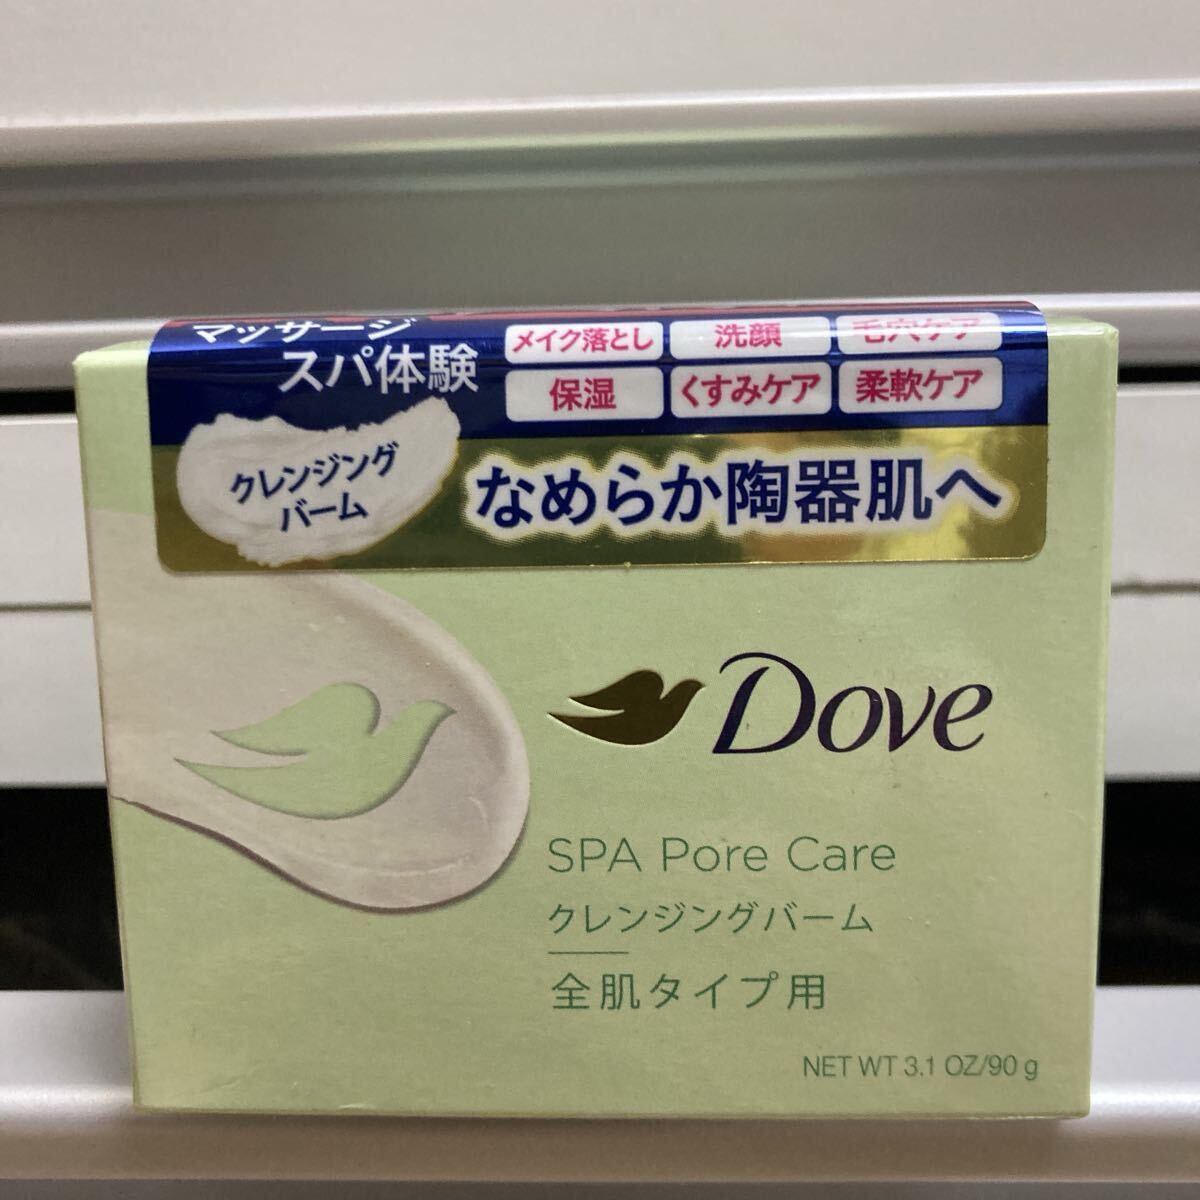 マッサージ
スパ体験
メイク落とし 洗顔 毛穴ケア
保湿 くすみケア 柔軟ケア
クレンジング
バーム
なめらか陶器肌へ
Dove
SPA Pore Care
クレンジングバーム
全肌タイプ用
NET WT 3.1 OZ/90 g